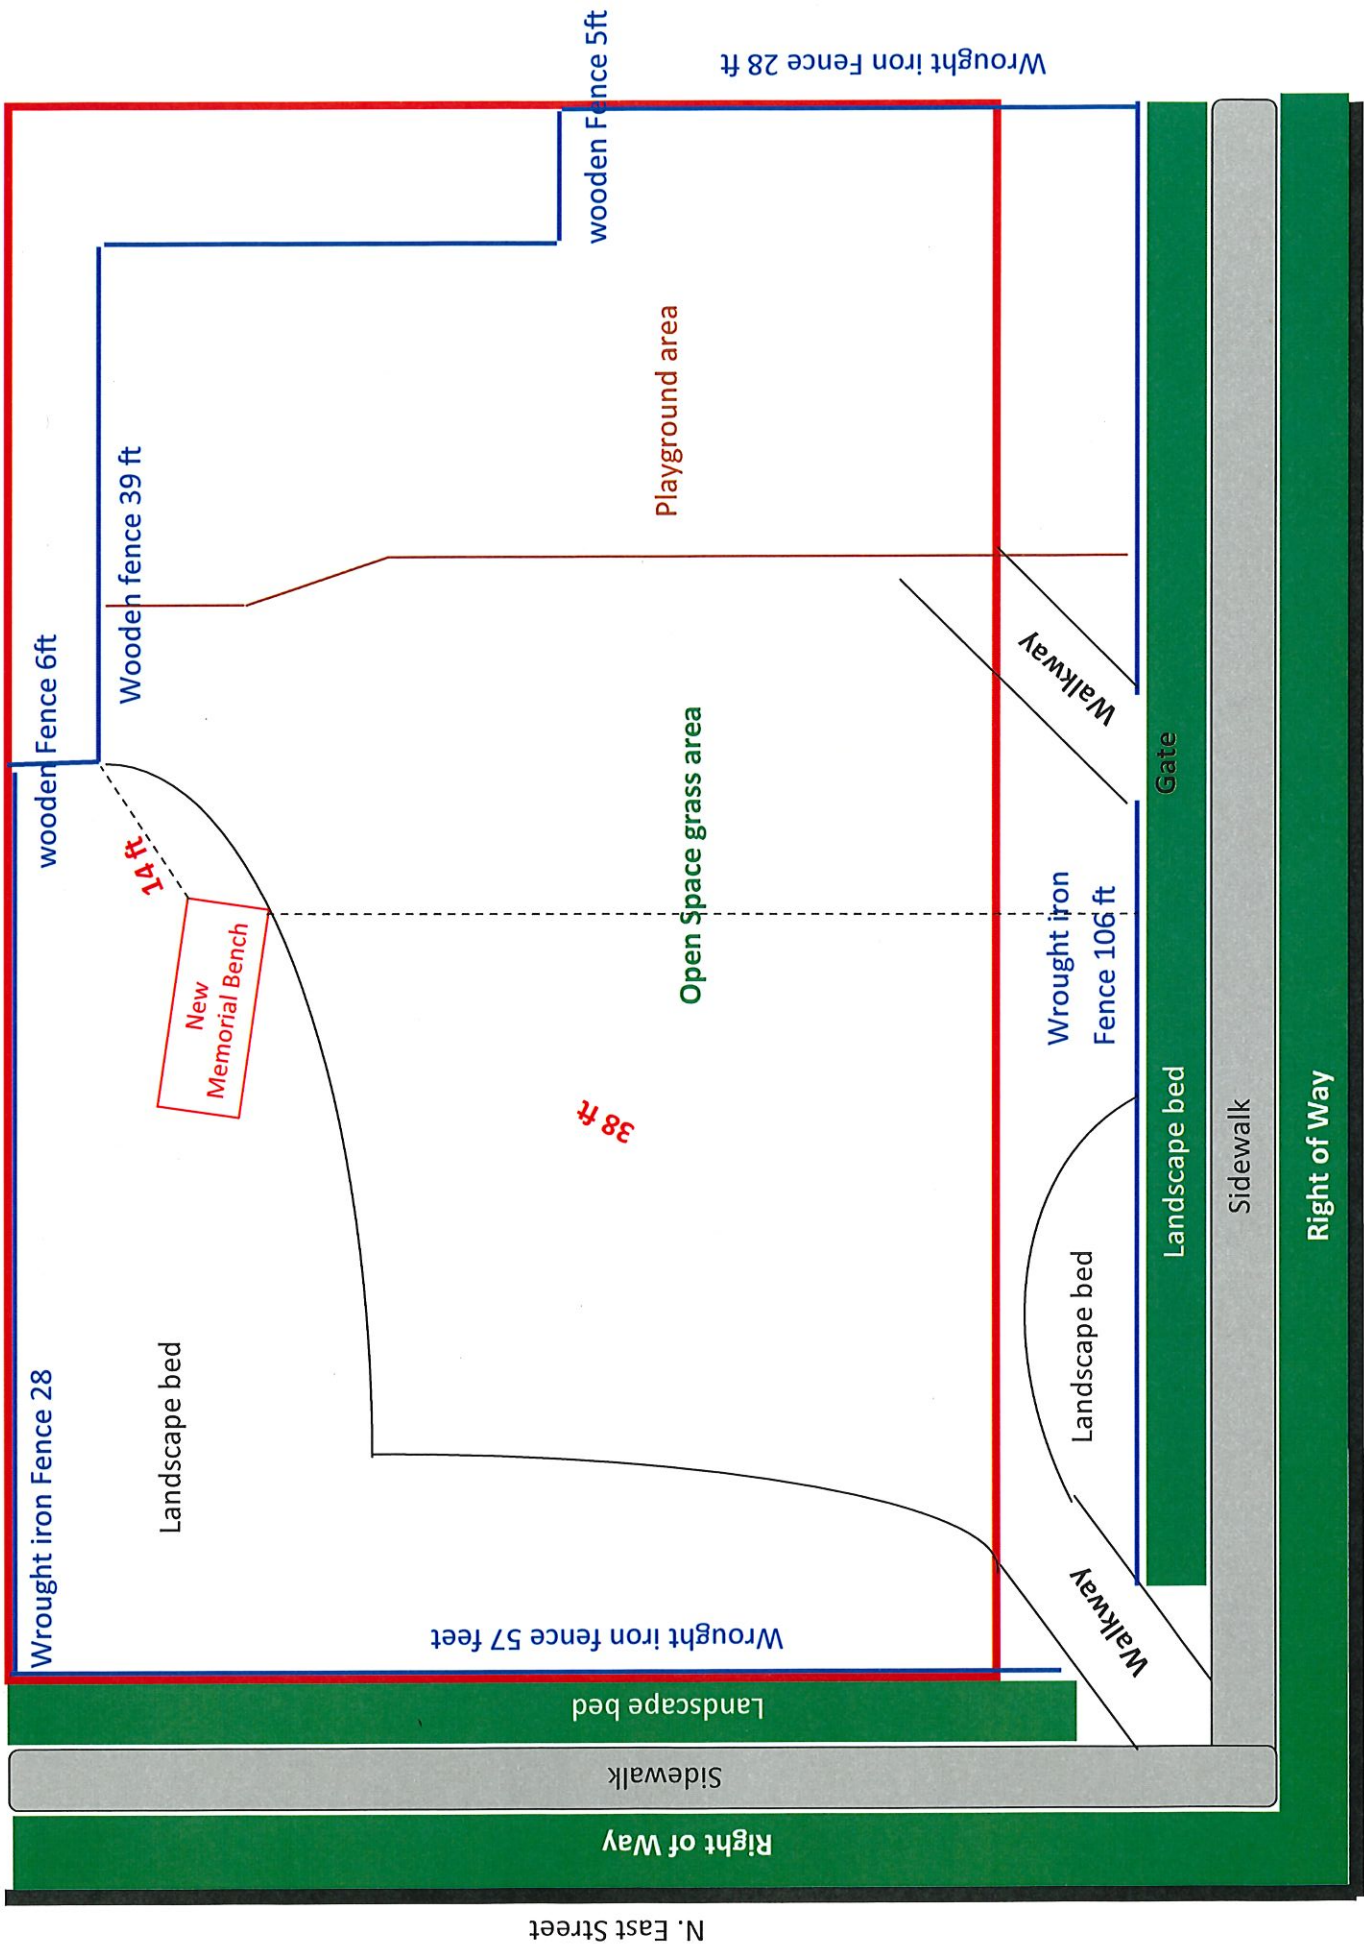 Wrought iron Fence 28
wooden Fence 6ft
Wooden fence 39 ft
wooden Fence 5ft
Wrought iron Fence 28 ft
14 ft
New
Memorial Bench
Landscape bed
Playground area
Open Space grass area
38 ft
Wrought iron fence 57 feet
Walkway
Wrought iron
Fence 106 ft
Gate
Landscape bed
Walkway
Landscape bed
Landscape bed
Sidewalk
Sidewalk
Right of Way
Right of Way
N. East Street